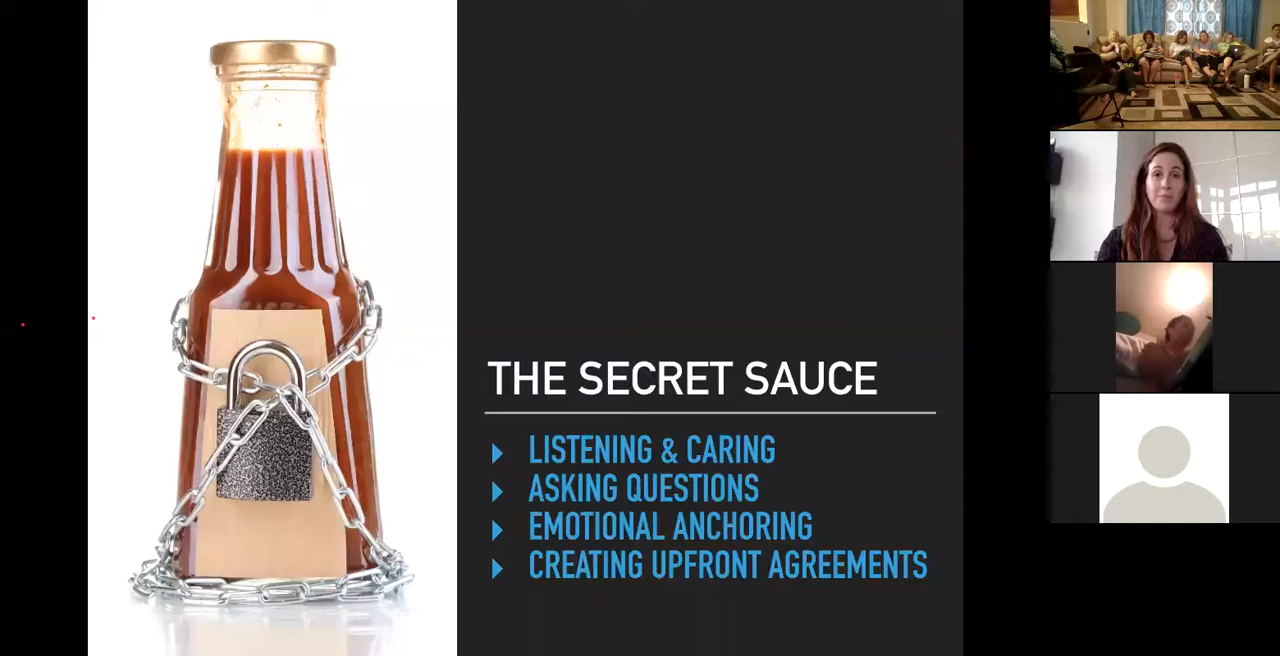 THE SECRET SAUCE
LISTENING & CARING
ASKING QUESTIONS
EMOTIONAL ANCHORING
CREATING UPFRONT AGREEMENTS